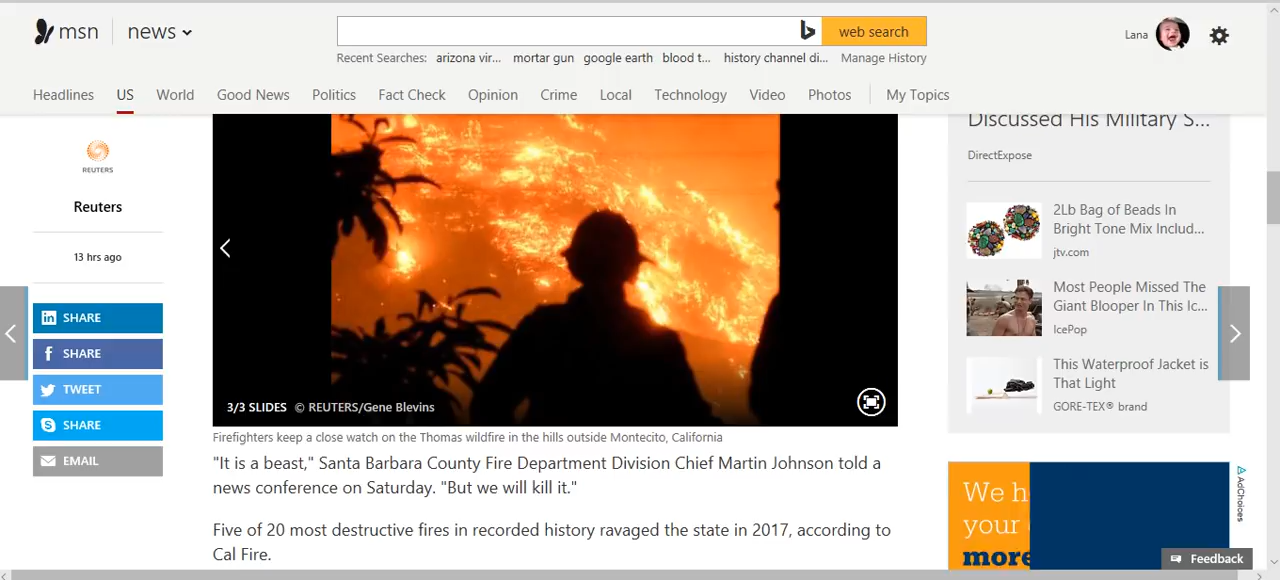 msn
news
web search
Lana
Recent Searches: arizona vir... mortar gun google earth blood t... history channel di... Manage History
Headlines US World Good News Politics Fact Check Opinion Crime Local Technology Video Photos My Topics
REUTERS
Reuters
13 hrs ago
in SHARE
f SHARE
TWEET
S SHARE
EMAIL
3/3 SLIDES © REUTERS/Gene Blevins
Firefighters keep a close watch on the Thomas wildfire in the hills outside Montecito, California
"It is a beast," Santa Barbara County Fire Department Division Chief Martin Johnson told a
news conference on Saturday. "But we will kill it."
Five of 20 most destructive fires in recorded history ravaged the state in 2017, according to
Cal Fire.
Discussed His Military S...
DirectExpose
2Lb Bag of Beads In
Bright Tone Mix Includ...
jtv.com
Most People Missed The
Giant Blooper In This Ic...
IcePop
This Waterproof Jacket is
That Light
GORE-TEX® brand
We h
your
more
AdChoices
Feedback